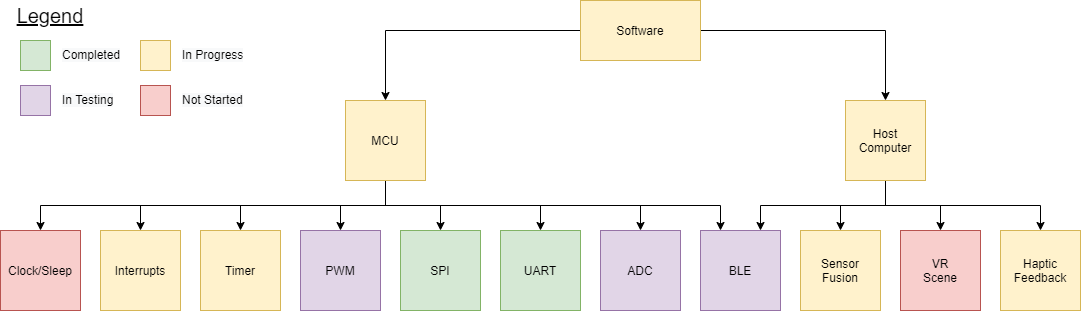 Legend
Completed
In Progress
In Testing
Not Started
Software
MCU
Host
Computer
Clock/Sleep
Interrupts
Timer
PWM
SPI
UART
ADC
BLE
Sensor
Fusion
VR
Scene
Haptic
Feedback